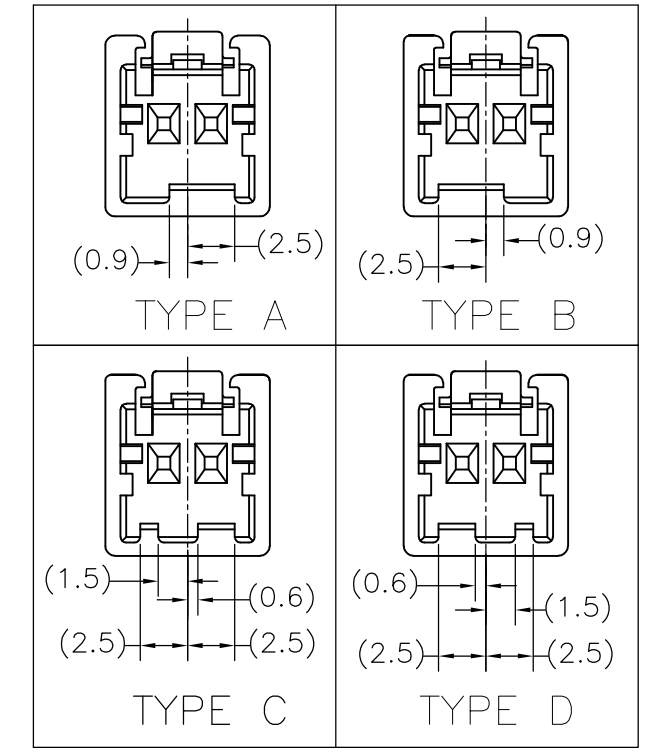 (2.5)
(0.9)
TYPE A
(0.9)
(2.5)
TYPE B
(1.5)
(0.6)
(2.5) (2.5)
TYPE C
(0.6)
(1.5)
(2.5) (2.5)
TYPE D